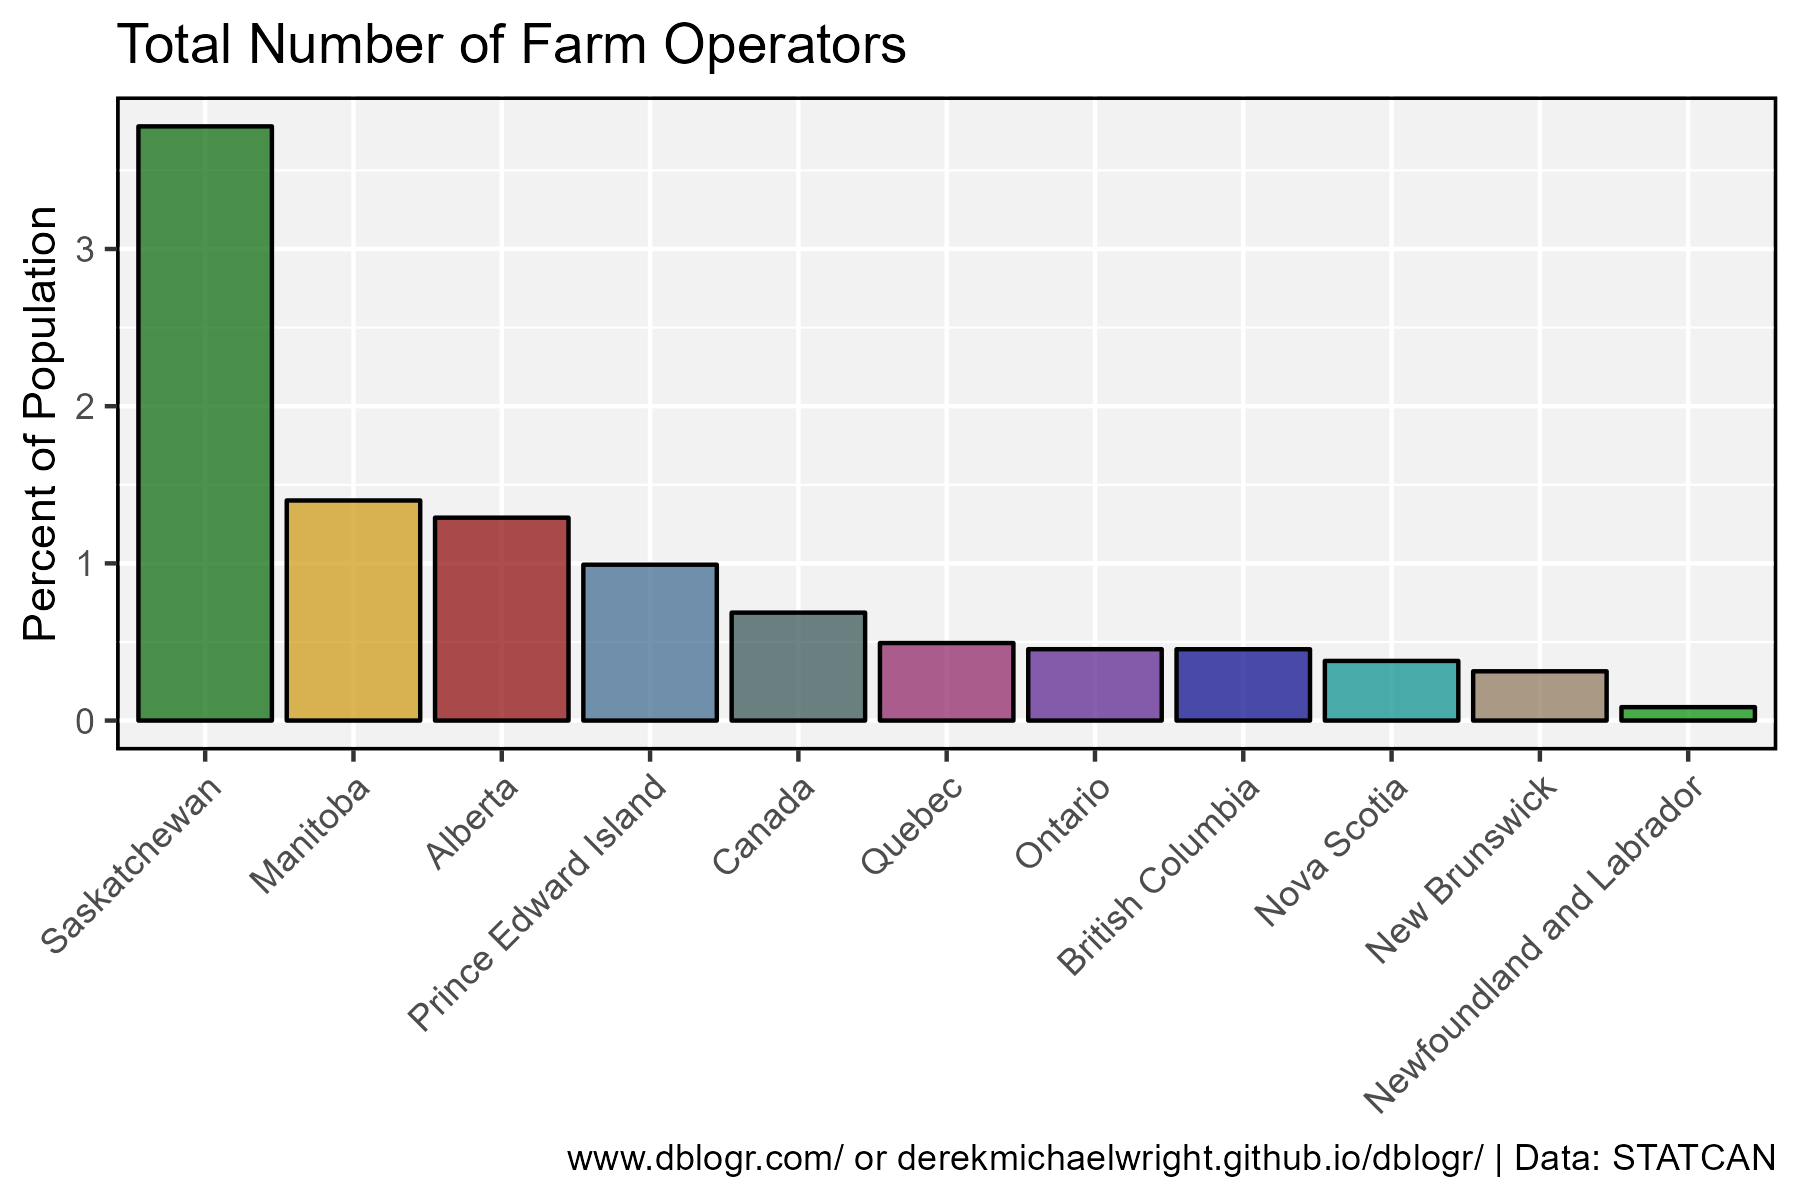 Total Number of Farm Operators
Percent of Population
3
2
1
0
Saskatchewan
Manitoba
Alberta
Prince Edward Island
Canada
Quebec
Ontario
British Columbia
Nova Scotia
New Brunswick
Newfoundland and Labrador
www.dblogr.com/ or derekmichaelwright.github.io/dblogr/ | Data: STATCAN